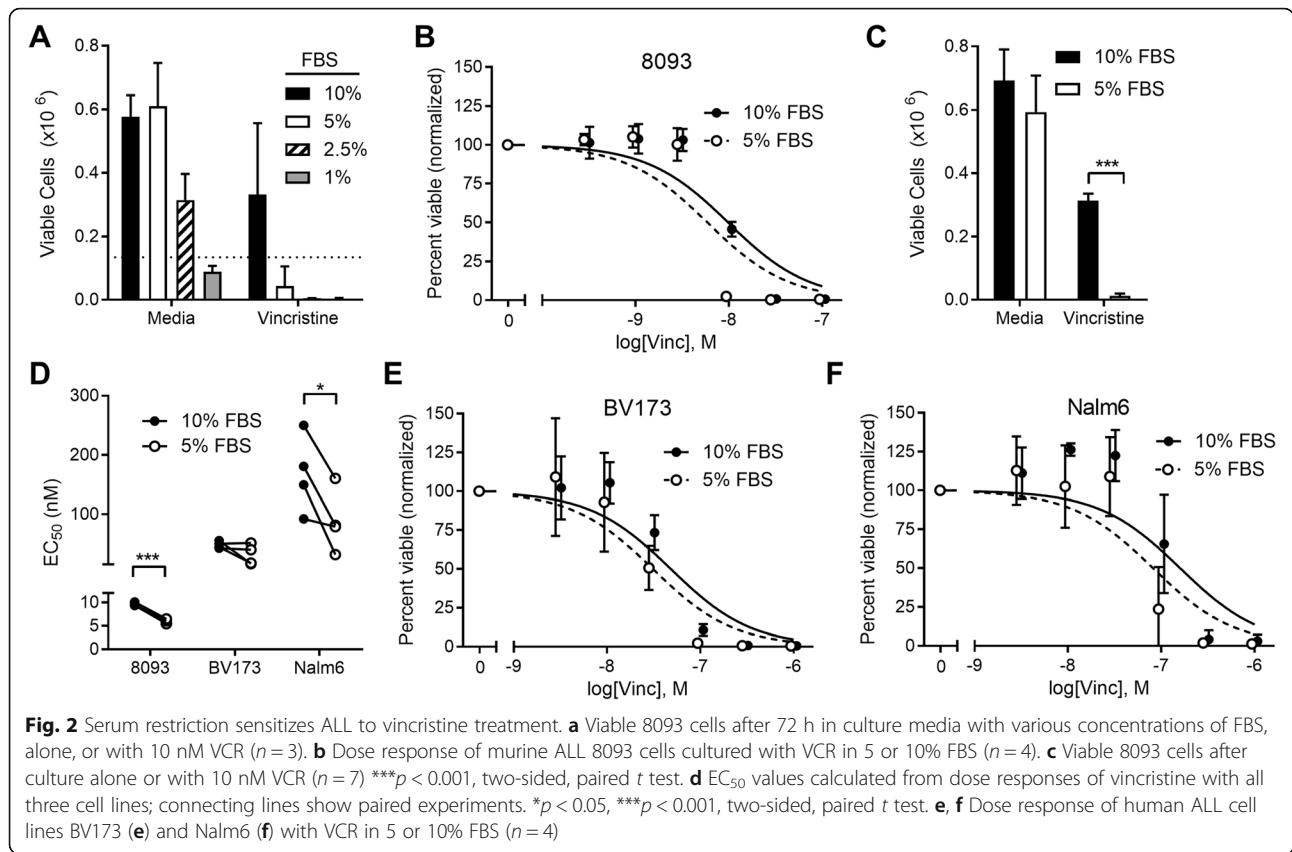 A
FBS
10%
5%
2.5%
1%
Viable Cells (x10 6)
0.8
0.6
0.4
0.2
0.0
Media
Vincristine
B
8093
10% FBS
5% FBS
Percent viable (normalized)
150
125
100
75
50
25
0
0
-9
-8
-7
log[Vinc], M
C
10% FBS
5% FBS
Viable Cells (x10 6)
0.8
0.6
0.4
0.2
0.0
***
Media
Vincristine
D
10% FBS
5% FBS
EC50 (nM)
300
200
100
10
5
0
***
*
8093
BV173
Nalm6
E
BV173
10% FBS
5% FBS
Percent viable (normalized)
150
125
100
75
50
25
0
0
-9
-8
-7
-6
log[Vinc], M
F
Nalm6
10% FBS
5% FBS
Percent viable (normalized)
150
125
100
75
50
25
0
0
-9
-8
-7
-6
log[Vinc], M
Fig. 2 Serum restriction sensitizes ALL to vincristine treatment. a Viable 8093 cells after 72 h in culture media with various concentrations of FBS,
alone, or with 10 nM VCR (n = 3). b Dose response of murine ALL 8093 cells cultured with VCR in 5 or 10% FBS (n = 4). c Viable 8093 cells after
culture alone or with 10 nM VCR (n = 7) ***p < 0.001, two-sided, paired t test. d EC50 values calculated from dose responses of vincristine with all
three cell lines; connecting lines show paired experiments. *p < 0.05, ***p < 0.001, two-sided, paired t test. e, f Dose response of human ALL cell
lines BV173 (e) and Nalm6 (f) with VCR in 5 or 10% FBS (n = 4)